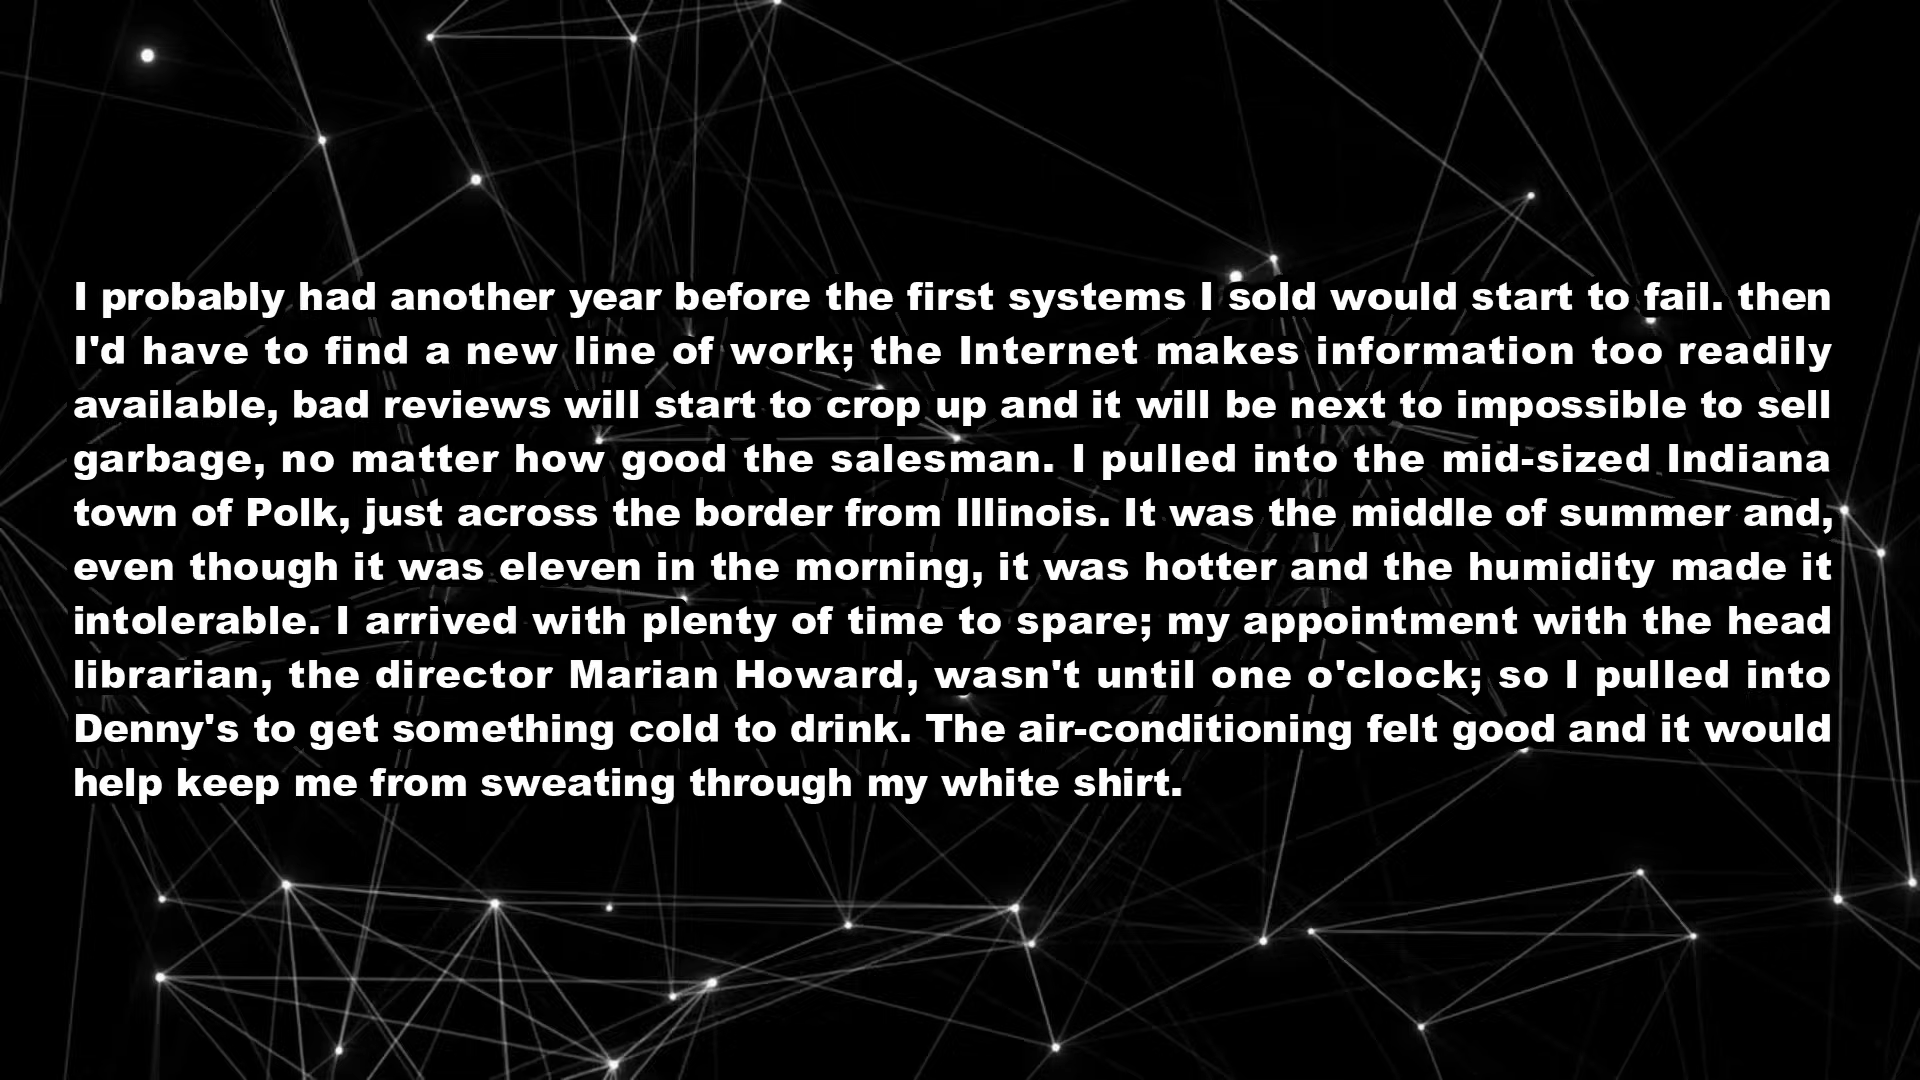 I probably had another year before the first systems I sold would start to fail. then
I'd have to find a new line of work; the Internet makes information too readily
available, bad reviews will start to crop up and it will be next to impossible to sell
garbage, no matter how good the salesman. I pulled into the mid-sized Indiana
town of Polk, just across the border from Illinois. It was the middle of summer and,
even though it was eleven in the morning, it was hotter and the humidity made it
intolerable. I arrived with plenty of time to spare; my appointment with the head
librarian, the director Marian Howard, wasn't until one o'clock; so I pulled into
Denny's to get something cold to drink. The air-conditioning felt good and it would
help keep me from sweating through my white shirt.